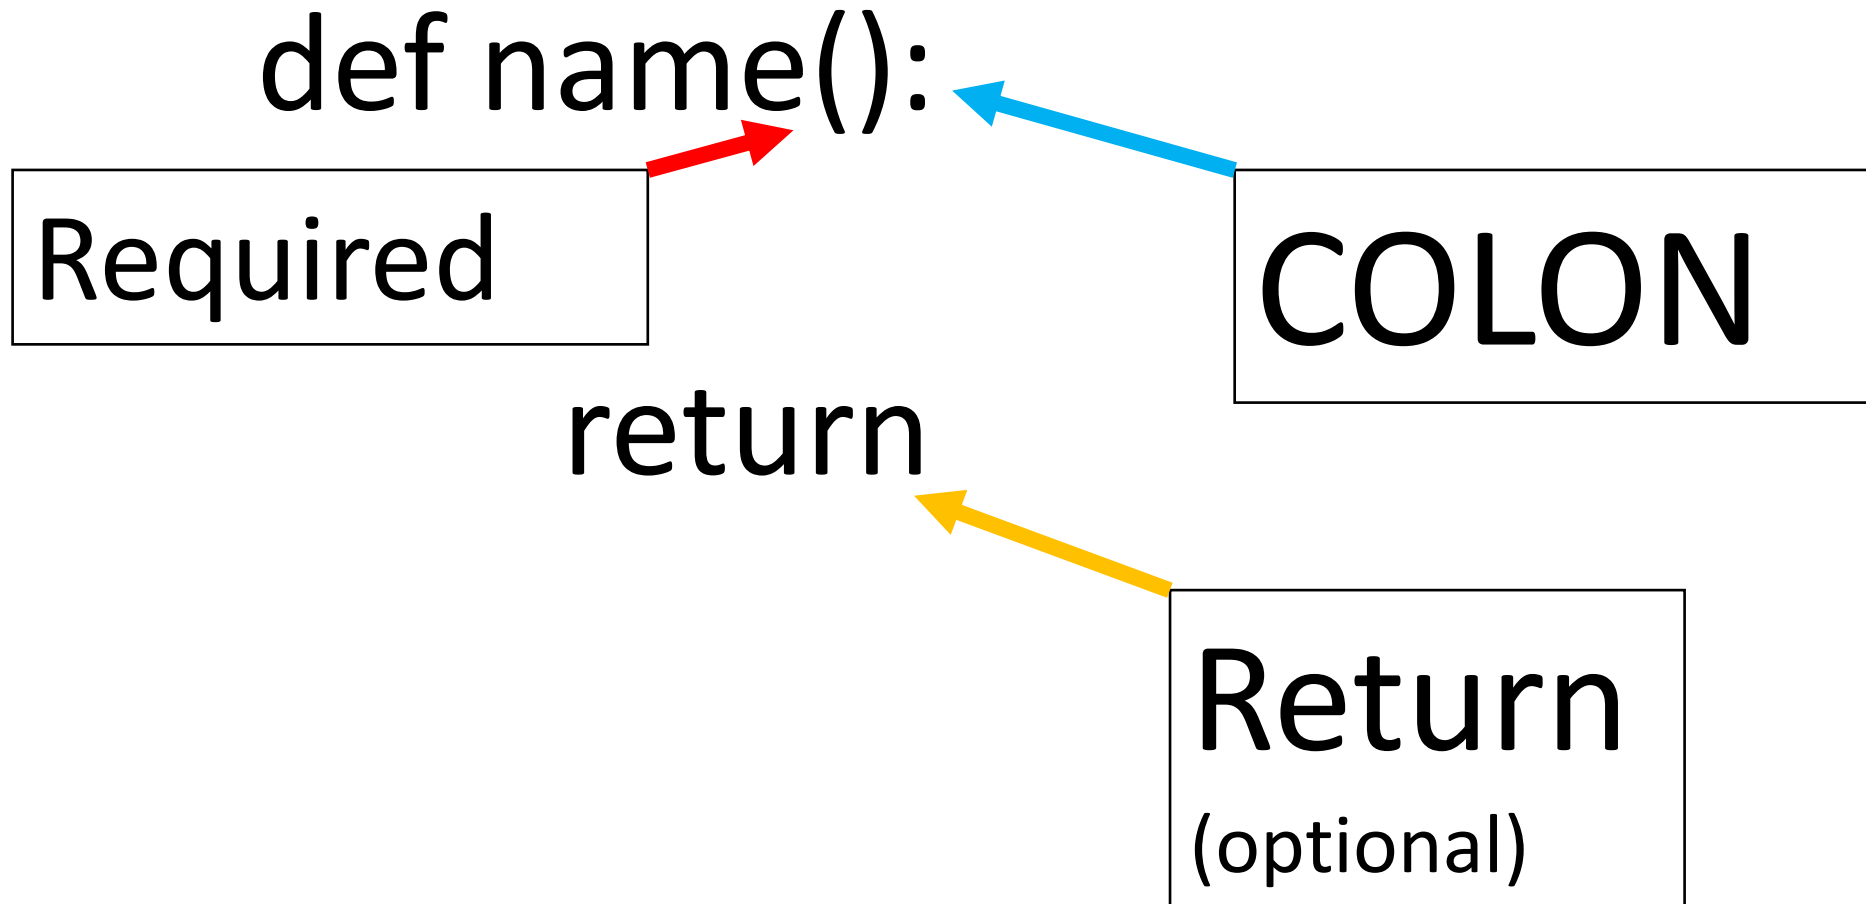 def name():
Required
COLON
return
Return
(optional)